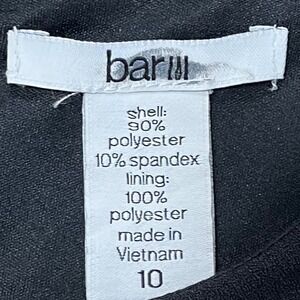 bar III
shell:
90%
polyester
10% spandex
lining:
100%
polyester
made in
Vietnam
10